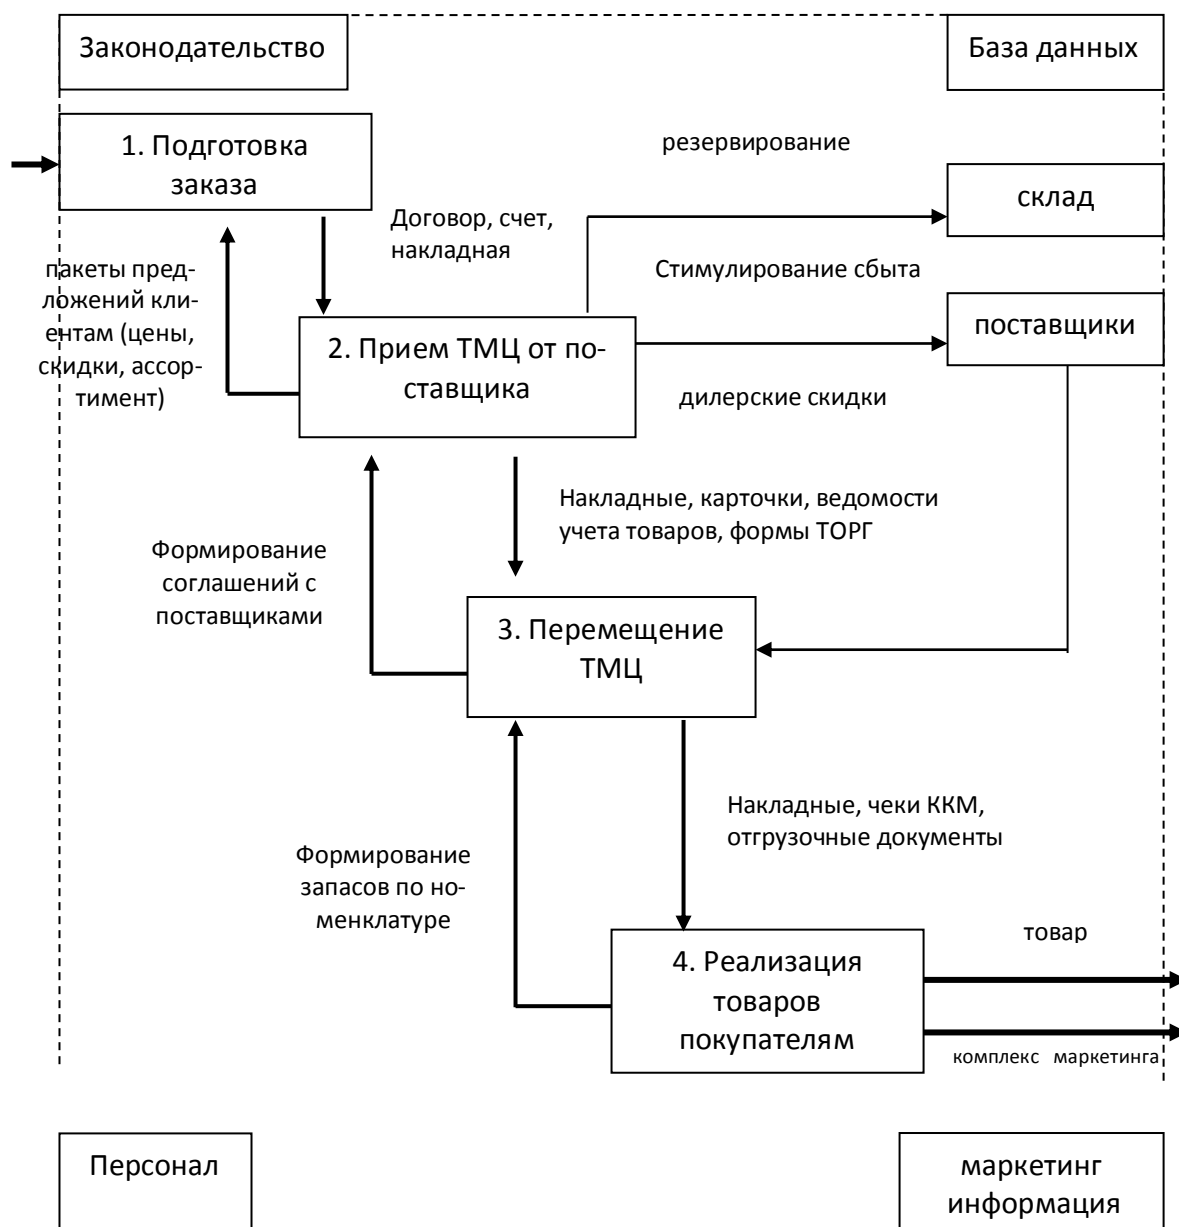 Законодательство
База данных
1. Подготовка
заказа
резервирование
склад
Договор, счет,
накладная
пакеты пред-
ложений кли-
ентам (цены,
скидки, ассор-
тимент)
Стимулирование сбыта
поставщики
2. Прием ТМЦ от по-
ставщика
дилерские скидки
Накладные, карточки, ведомости
учета товаров, формы ТОРГ
Формирование
соглашений с
поставщиками
3. Перемещение
ТМЦ
Накладные, чеки ККМ,
отгрузочные документы
Формирование
запасов по но-
менклатуре
4. Реализация
товаров
покупателям
товар
комплекс маркетинга
Персонал
маркетинг
информация